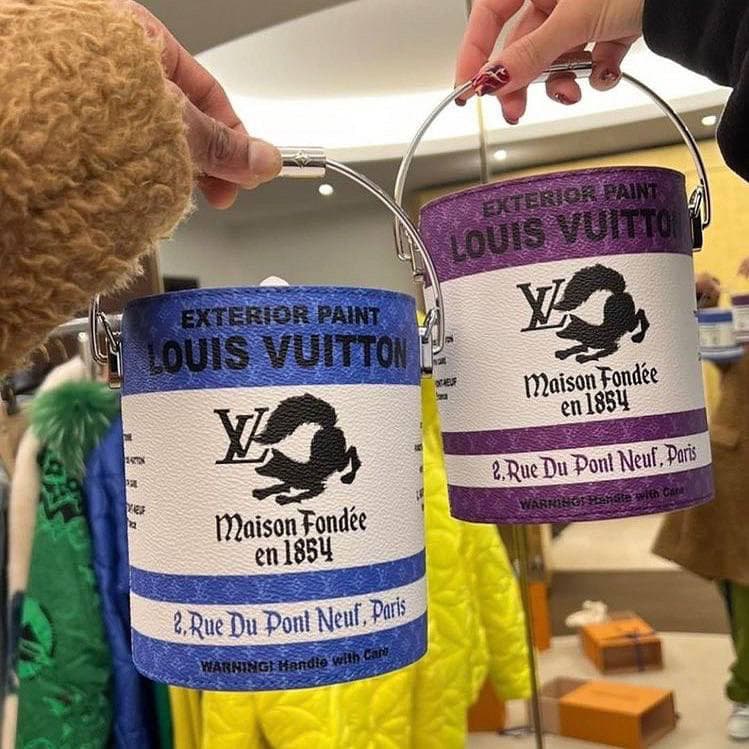 EXTERIOR PAINT
LOUIS VUITTON
LV
Maison Fondée
en 1854
2, Rue Du Pont Neuf, Paris
WARNING! Handle with Care
EXTERIOR PAINT
LOUIS VUITTO
LV
Maison Fondée
en 1854
2, Rue Du Pont Neuf, Paris
WARNING! Handle with Care